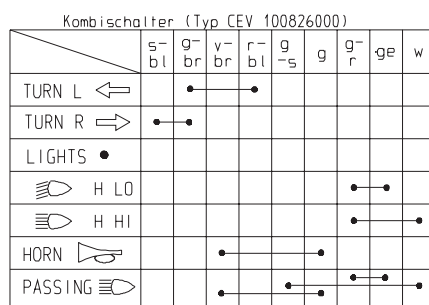 Kombischalter (Typ CEV 100826000)
s-bl g-br v-br r-bl g-s g g-r ge w
TURN L
TURN R
LIGHTS
H LO
H HI
HORN
PASSING